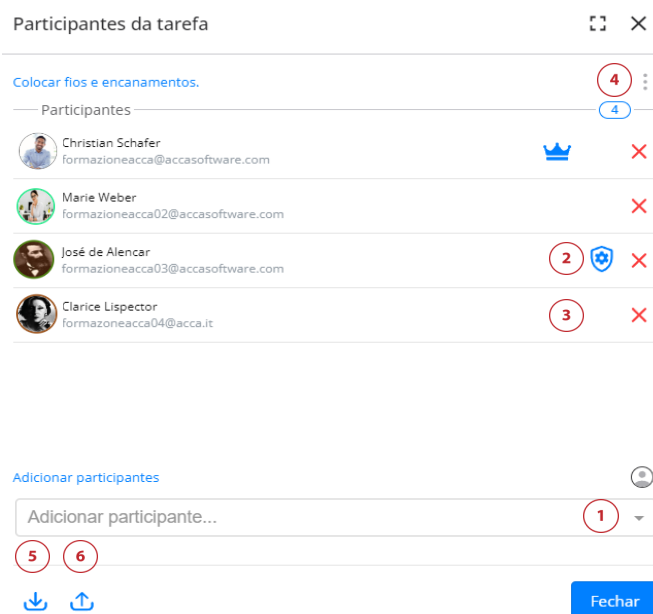 Participantes da tarefa
Colocar fios e encanamentos.
4
Participantes
4
Christian Schafer
formazioneacca@accasoftware.com
Marie Weber
formazioneacca02@accasoftware.com
José de Alencar
formazioneacca03@accasoftware.com
2
Clarice Lispector
formazoneacca04@acca.it
3
Adicionar participantes
Adicionar participante...
1
5
6
Fechar